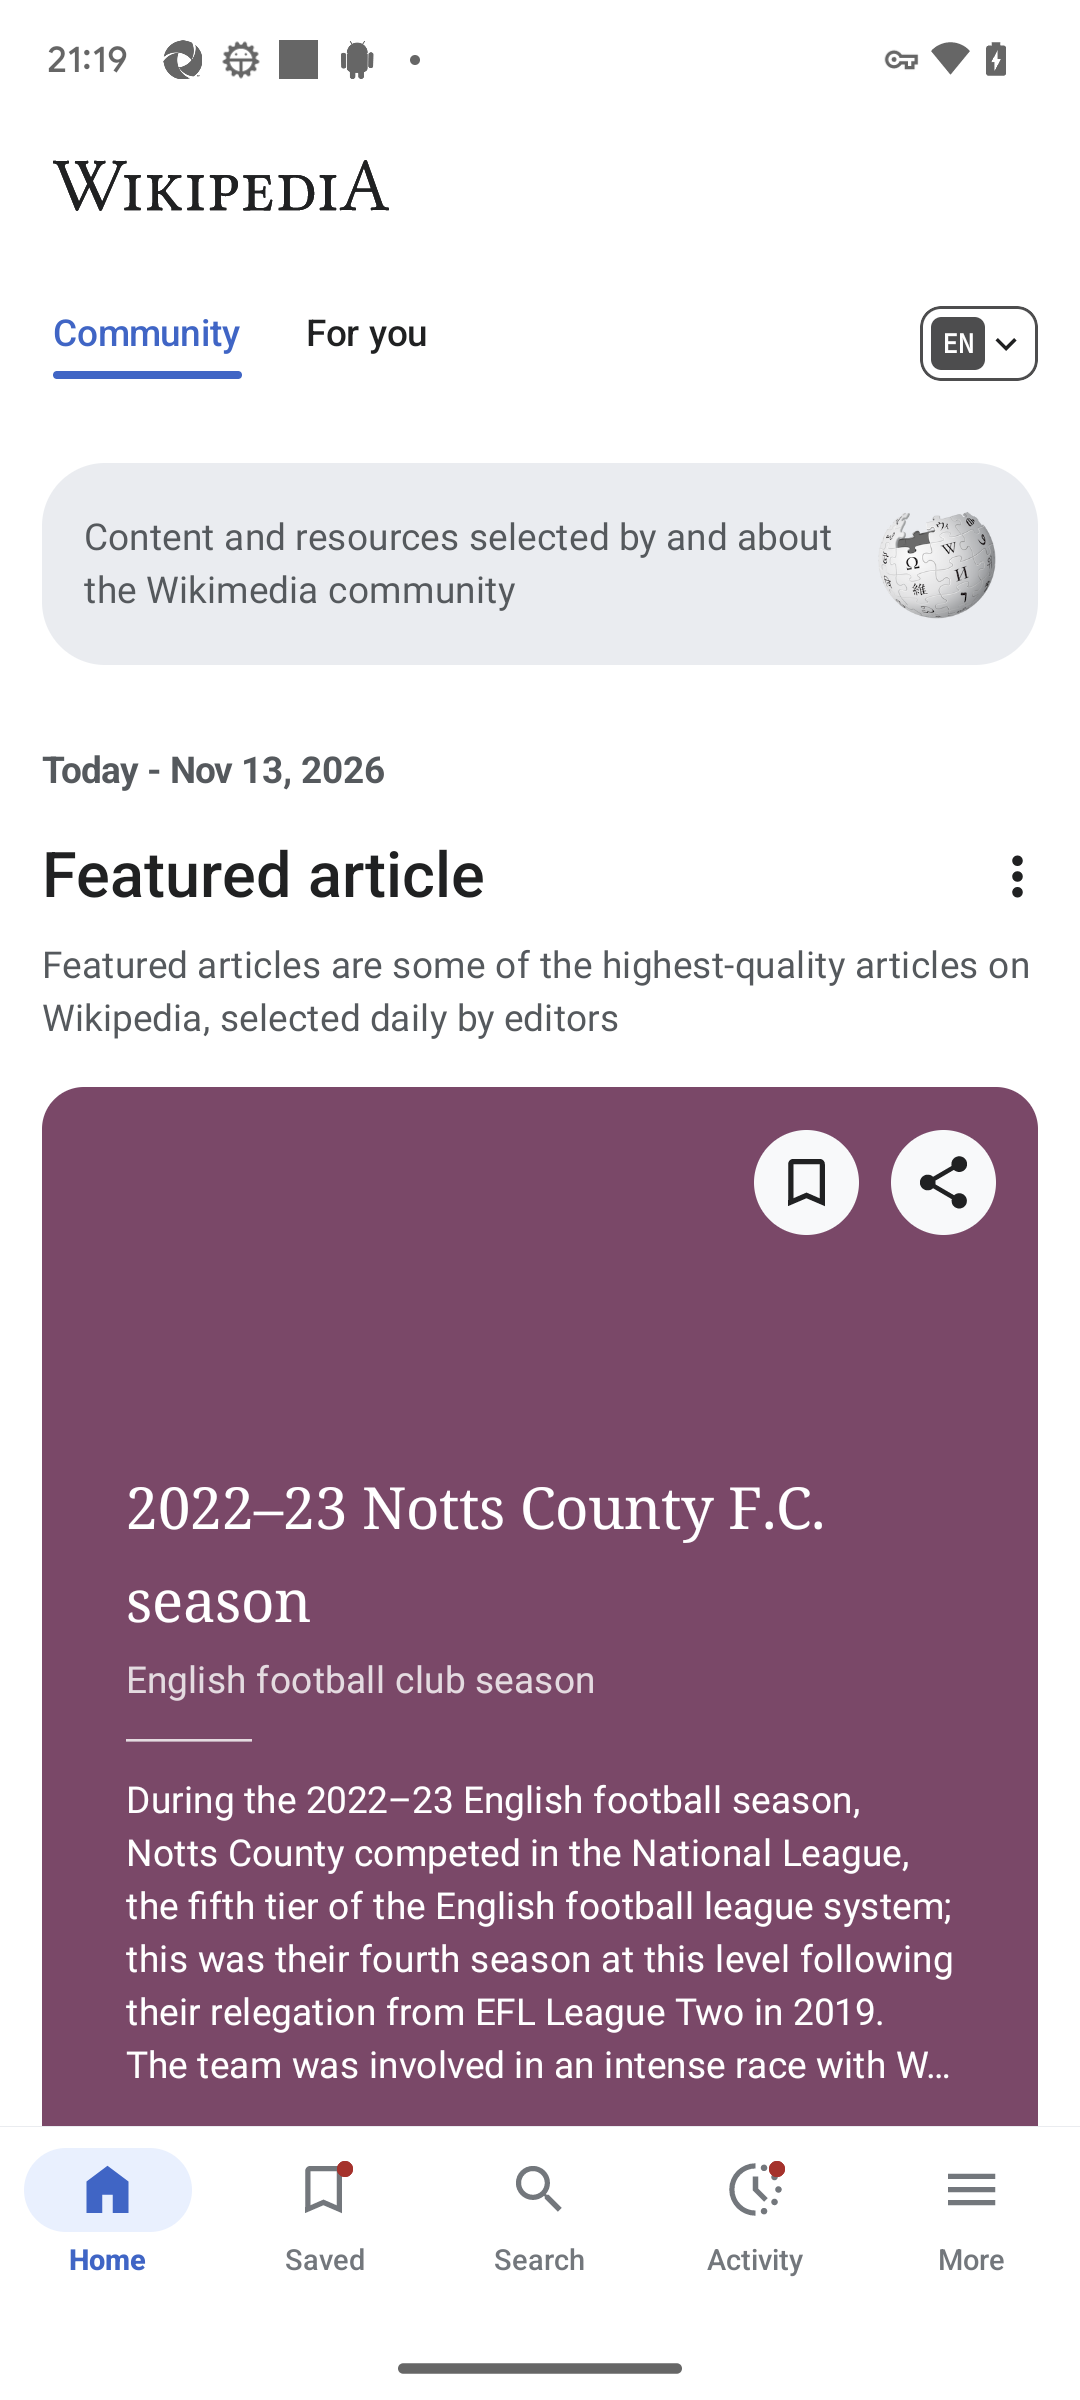 21:19
WIKIPEDIA
Community
For you
EN
Content and resources selected by and about
the Wikimedia community
Today - Nov 13, 2026
Featured article
Featured articles are some of the highest-quality articles on
Wikipedia, selected daily by editors
2022–23 Notts County F.C.
season
English football club season
During the 2022–23 English football season,
Notts County competed in the National League,
the fifth tier of the English football league system;
this was their fourth season at this level following
their relegation from EFL League Two in 2019.
The team was involved in an intense race with W…
Home
Saved
Search
Activity
More